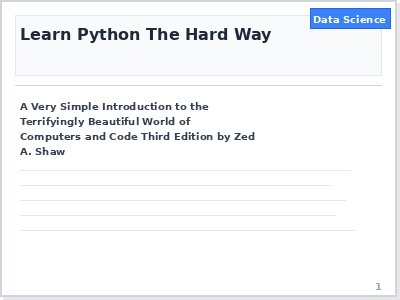 Data Science
Learn Python The Hard Way
A Very Simple Introduction to the
Terrifyingly Beautiful World of
Computers and Code Third Edition by Zed
A. Shaw
1